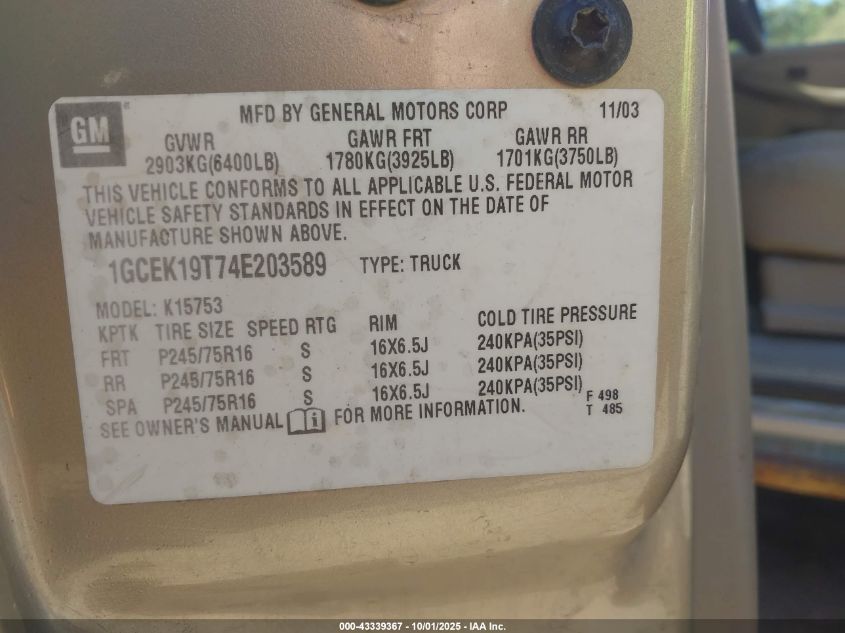 GM
MFD BY GENERAL MOTORS CORP 11/03
GVWR GAWR FRT GAWR RR
2903KG(6400LB) 1780KG(3925LB) 1701KG(3750LB)
THIS VEHICLE CONFORMS TO ALL APPLICABLE U.S. FEDERAL MOTOR
VEHICLE SAFETY STANDARDS IN EFFECT ON THE DATE OF
MANUFACTURE SHOWN ABOVE.
1GCEK19T74E203589 TYPE: TRUCK
MODEL: K15753
KPTK TIRE SIZE SPEED RTG RIM COLD TIRE PRESSURE
FRT P245/75R16 S 16X6.5J 240KPA(35PSI)
RR P245/75R16 S 16X6.5J 240KPA(35PSI)
SPA P245/75R16 S 16X6.5J 240KPA(35PSI)
SEE OWNER'S MANUAL i FOR MORE INFORMATION.
F 498
T 485
000-43339367 - 10/01/2025 - IAA Inc.